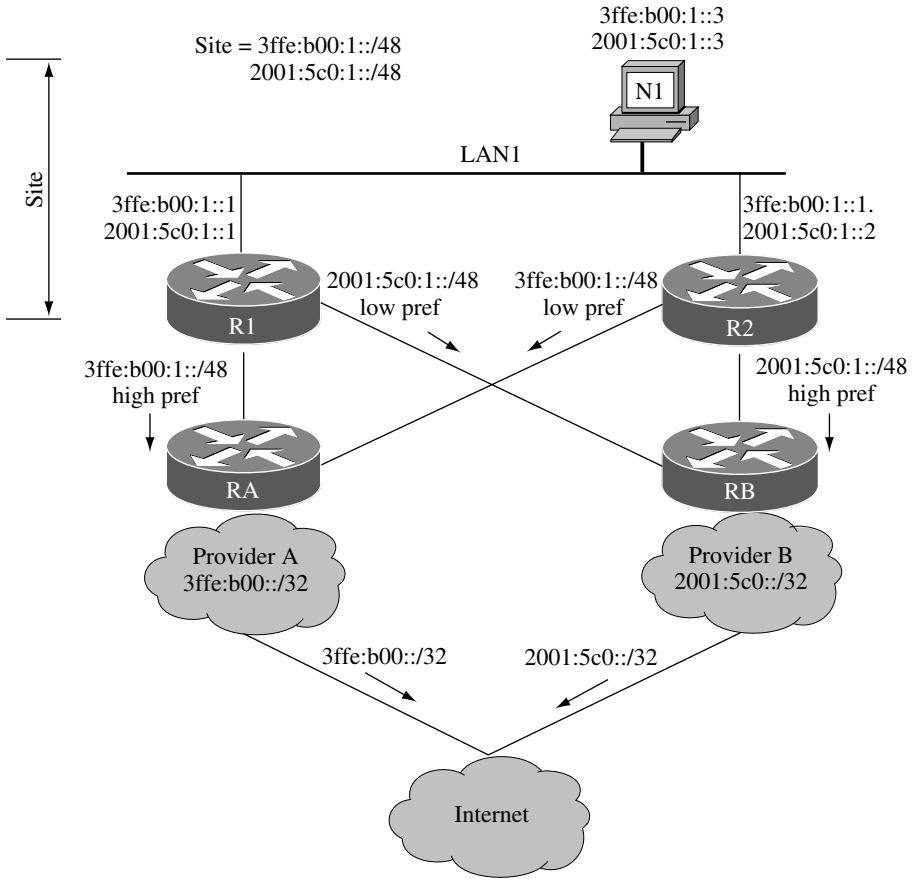 3ffe:b00:1::3
2001:5c0:1::3
Site = 3ffe:b00:1::/48
2001:5c0:1::/48
N1
LAN1
Site
3ffe:b00:1::1
2001:5c0:1::1
3ffe:b00:1::1.
2001:5c0:1::2
2001:5c0:1::/48
low pref
3ffe:b00:1::/48
low pref
R1
R2
3ffe:b00:1::/48
high pref
2001:5c0:1::/48
high pref
RA
RB
Provider A
3ffe:b00::/32
Provider B
2001:5c0::/32
3ffe:b00::/32
2001:5c0::/32
Internet